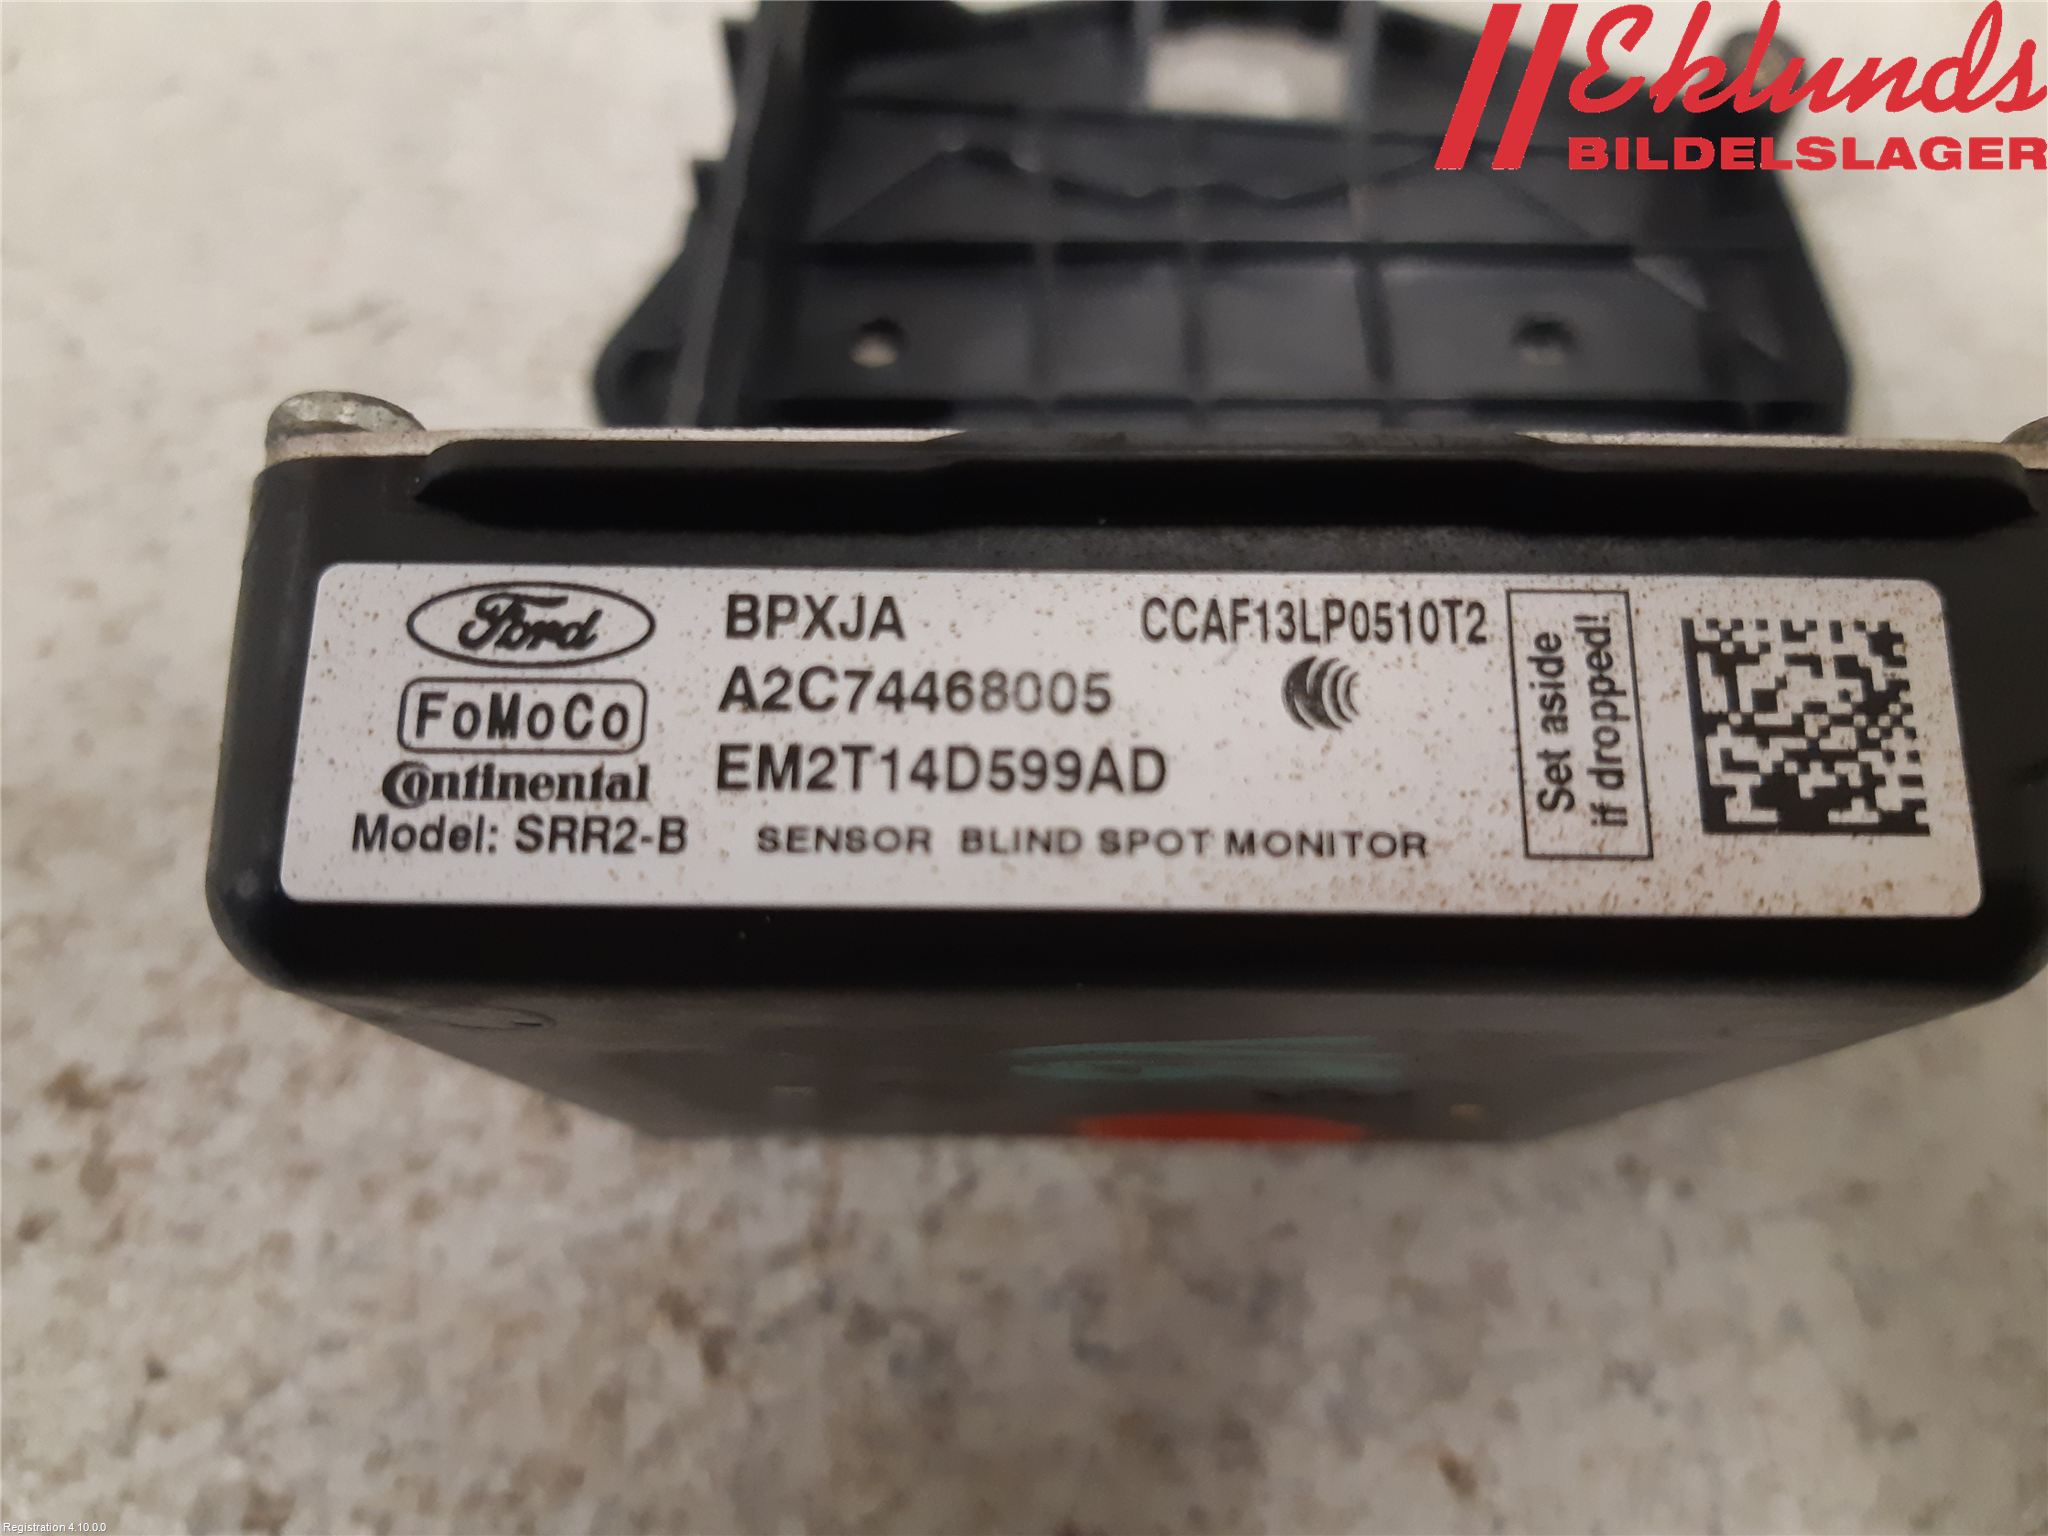 Eklunds
BILDELSLAGER
Ford
FoMoCo
Continental
Model: SRR2-B
BPXJA
A2C74468005
EM2T14D599AD
SENSOR BLIND SPOT MONITOR
CCAF13LP0510T2
Set aside
if dropped!
Registration 4.10.0.0